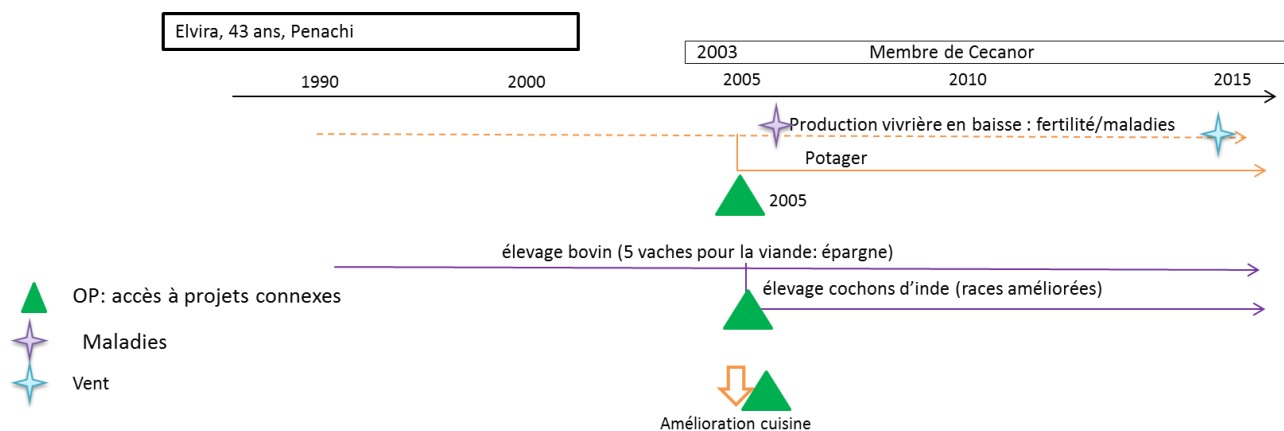 Elvira, 43 ans, Penachi
2003 Membre de Cecanor
1990 2000 2005 2010 2015
Production vivrière en baisse : fertilité/maladies
Potager
2005
élevage bovin (5 vaches pour la viande: épargne)
élevage cochons d'inde (races améliorées)
OP: accès à projets connexes
Maladies
Vent
Amélioration cuisine